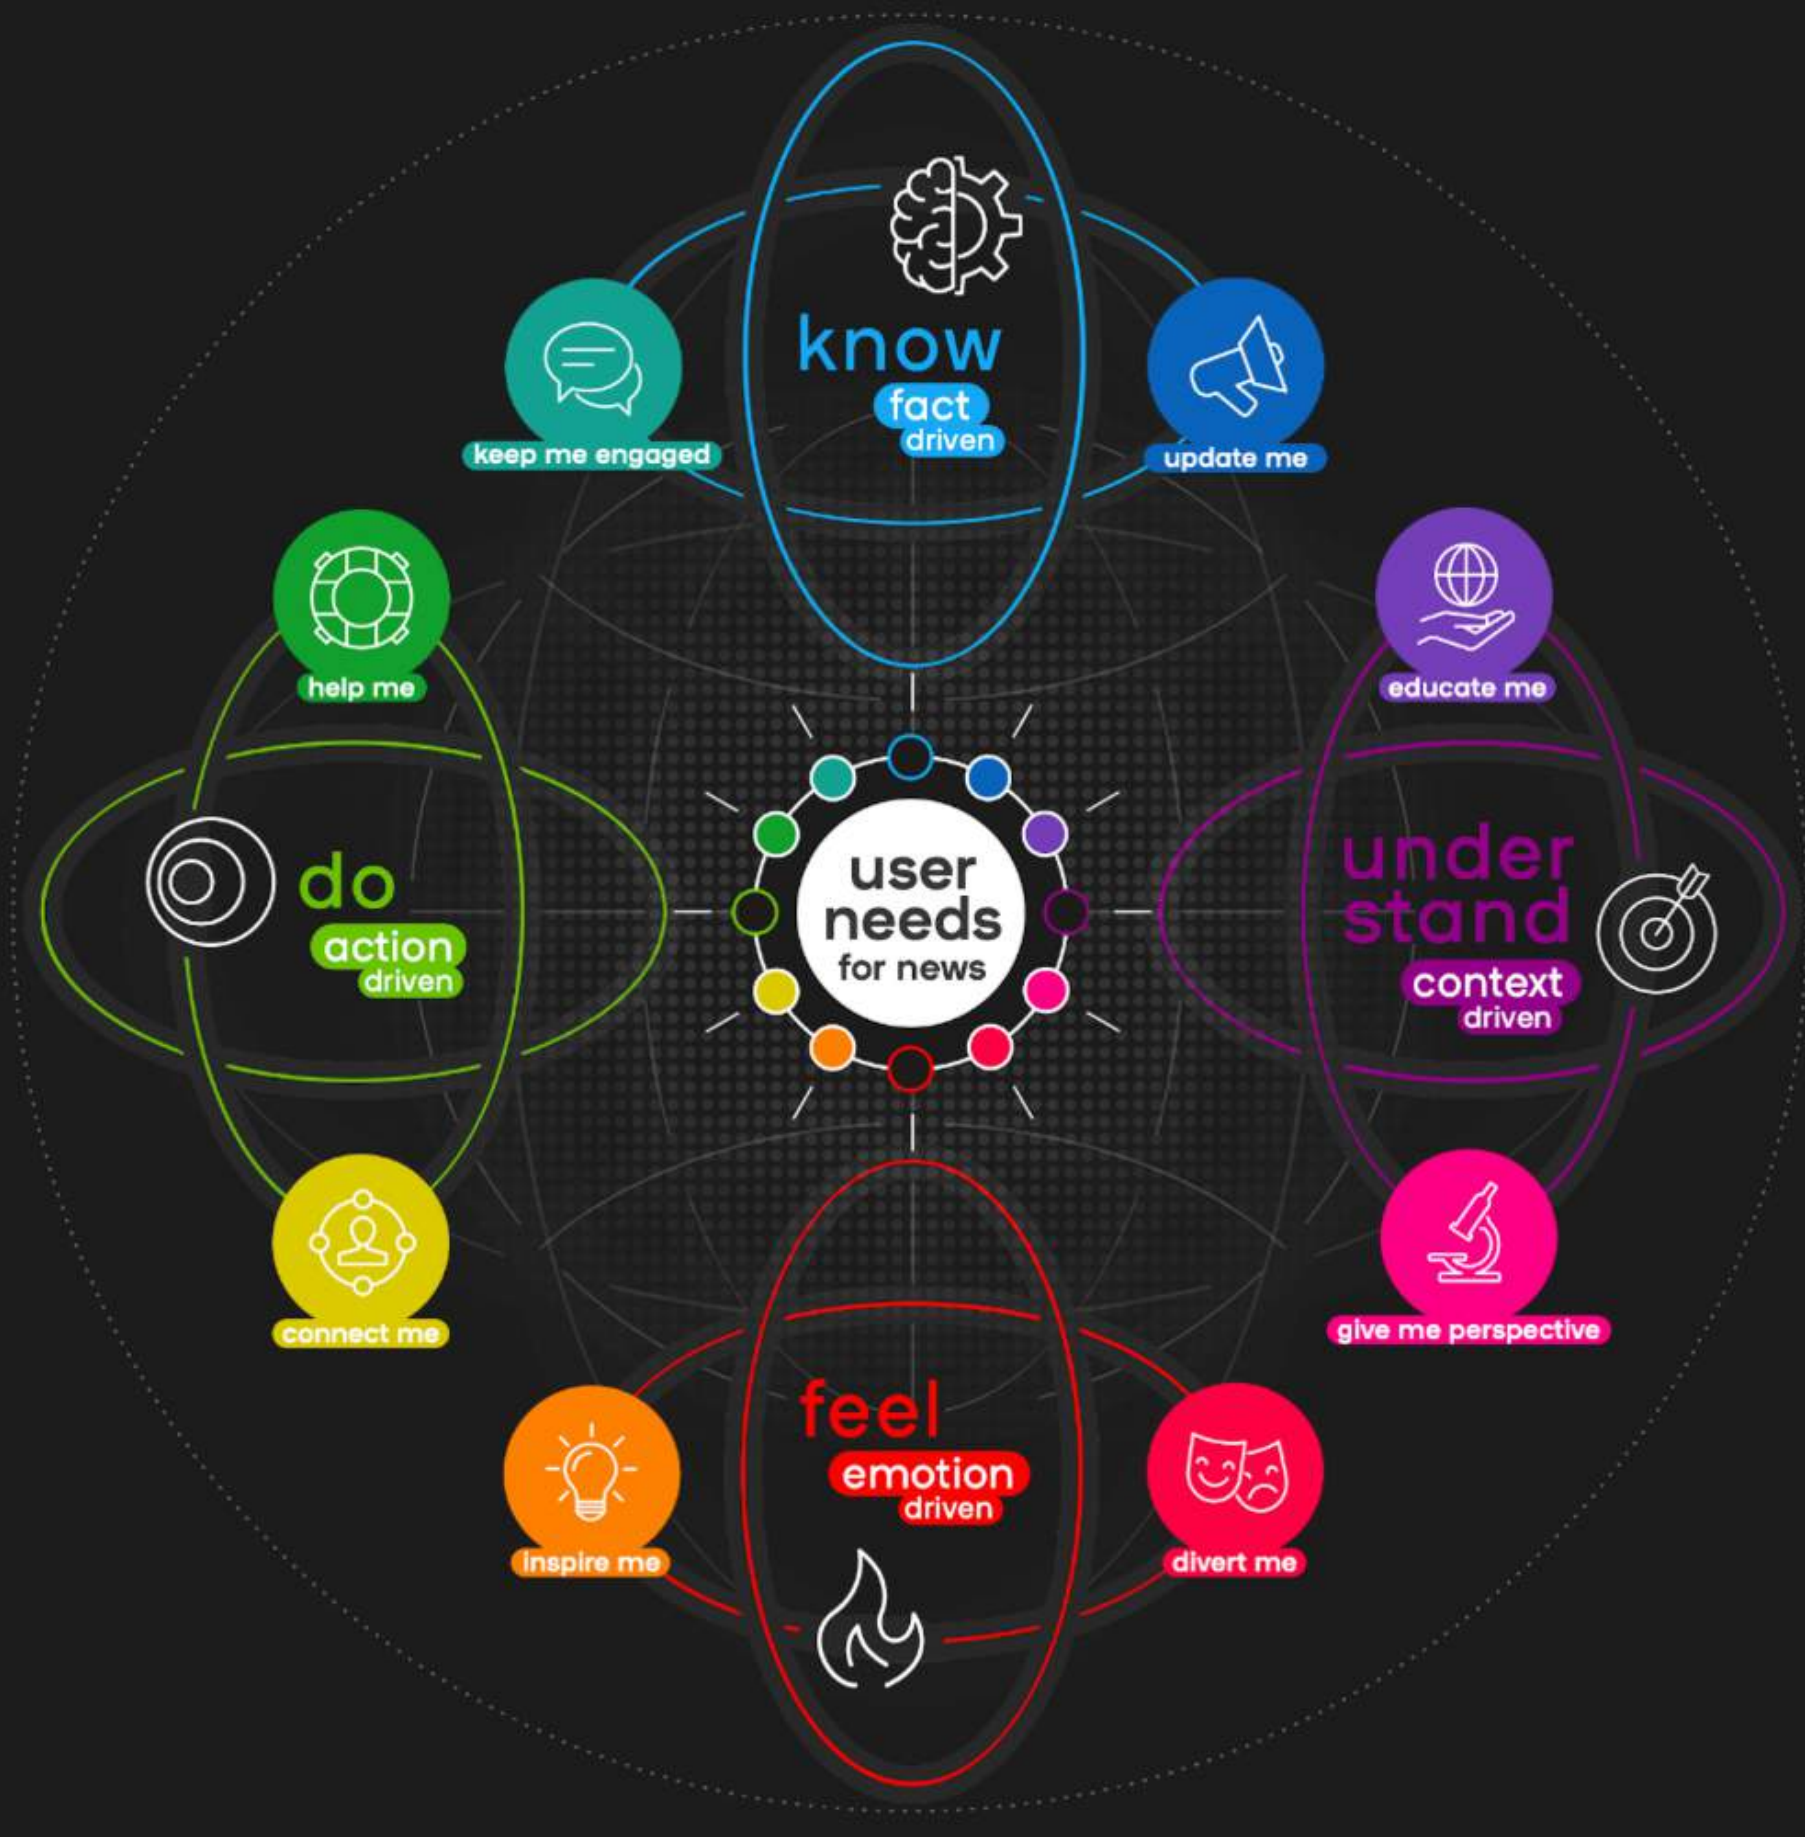 know
fact
driven
keep me engaged
update me
help me
educate me
do
action
driven
user
needs
for news
under
stand
context
driven
connect me
give me perspective
feel
emotion
driven
inspire me
divert me